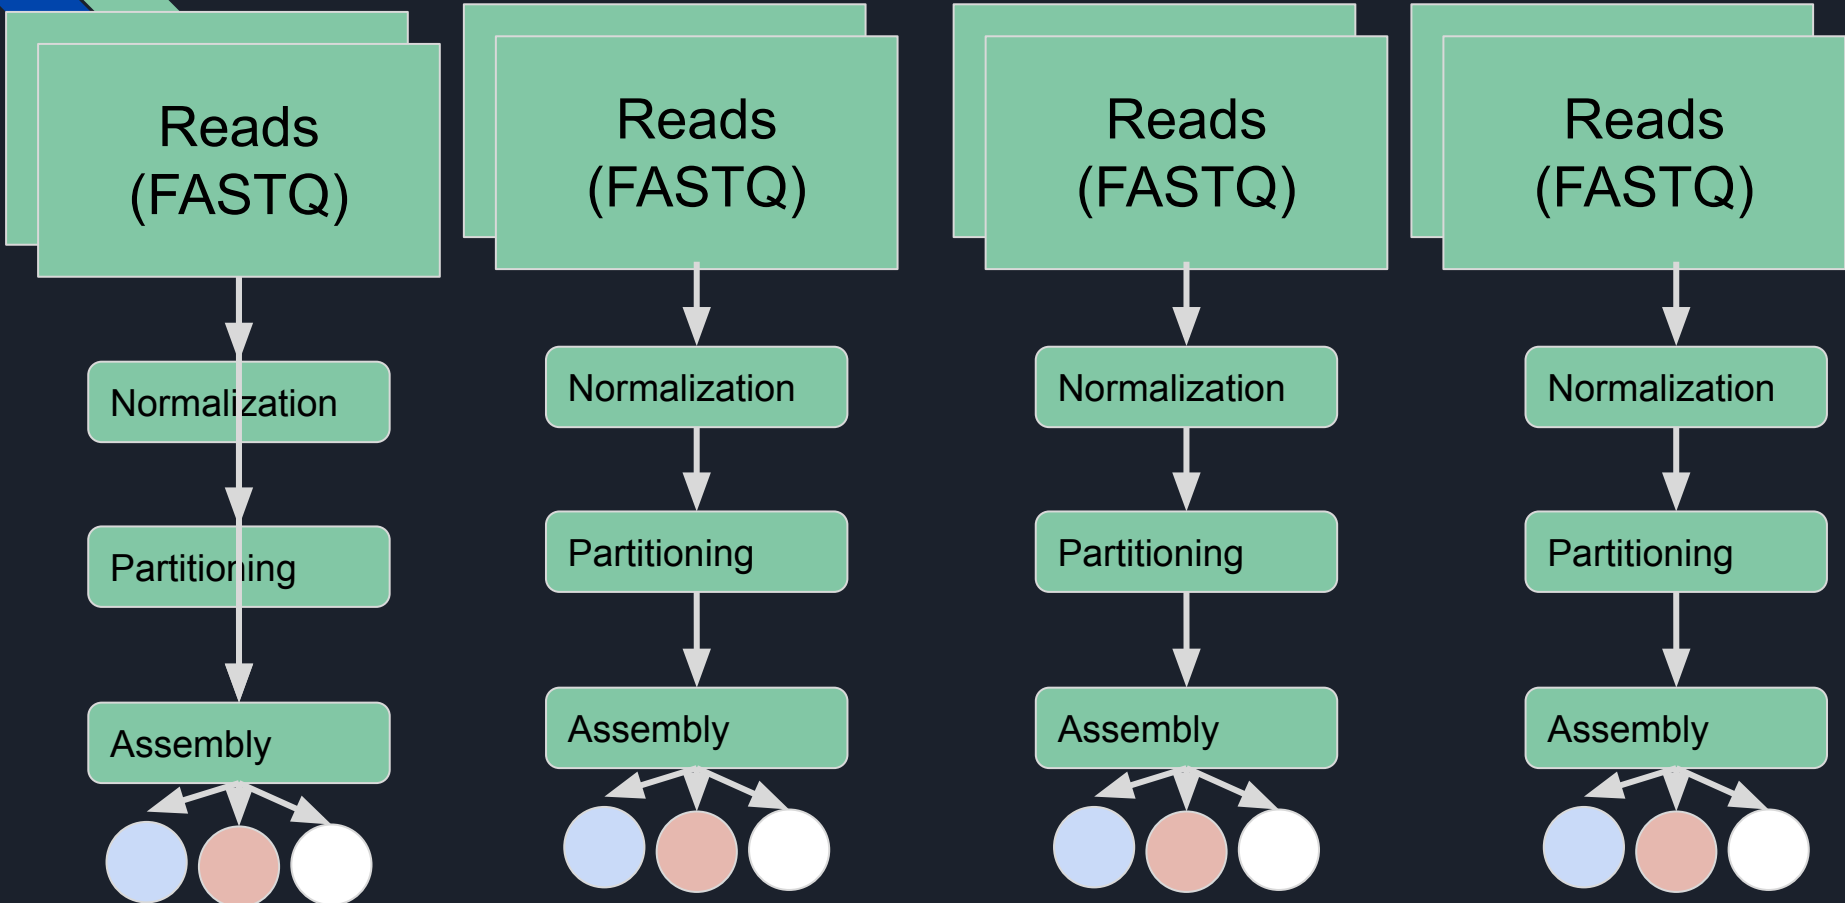 Reads
(FASTQ)
Reads
(FASTQ)
Reads
(FASTQ)
Reads
(FASTQ)
Normalization
Normalization
Normalization
Normalization
Partitioning
Partitioning
Partitioning
Partitioning
Assembly
Assembly
Assembly
Assembly